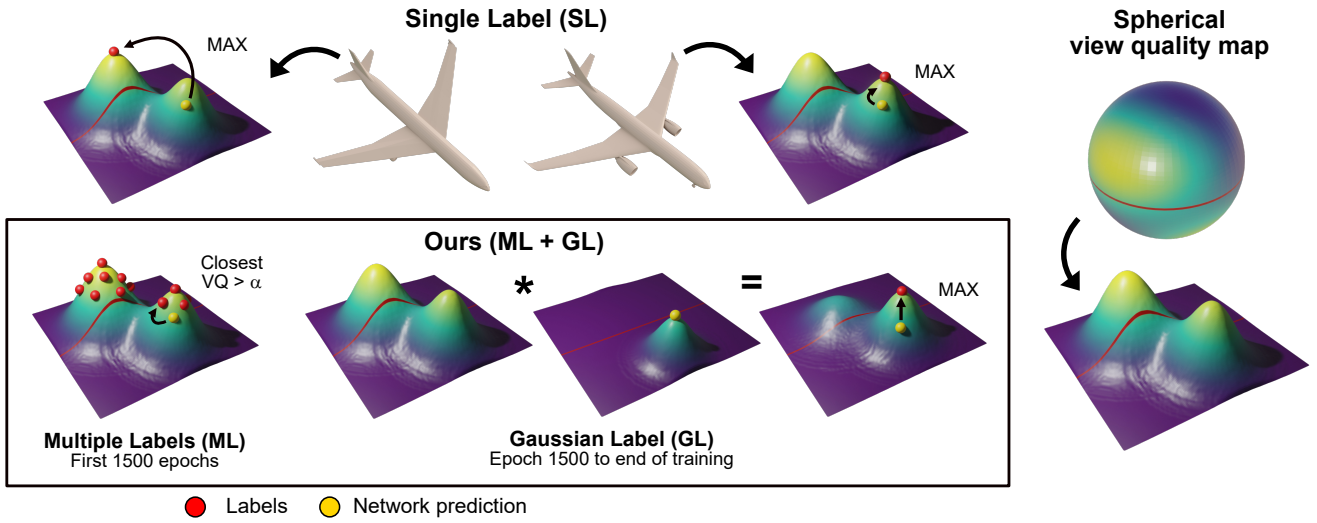 Single Label (SL)
MAX
MAX
Spherical
view quality map
Ours (ML + GL)
Closest
VQ > α
*
=
MAX
Multiple Labels (ML)
First 1500 epochs
Gaussian Label (GL)
Epoch 1500 to end of training
Labels
Network prediction